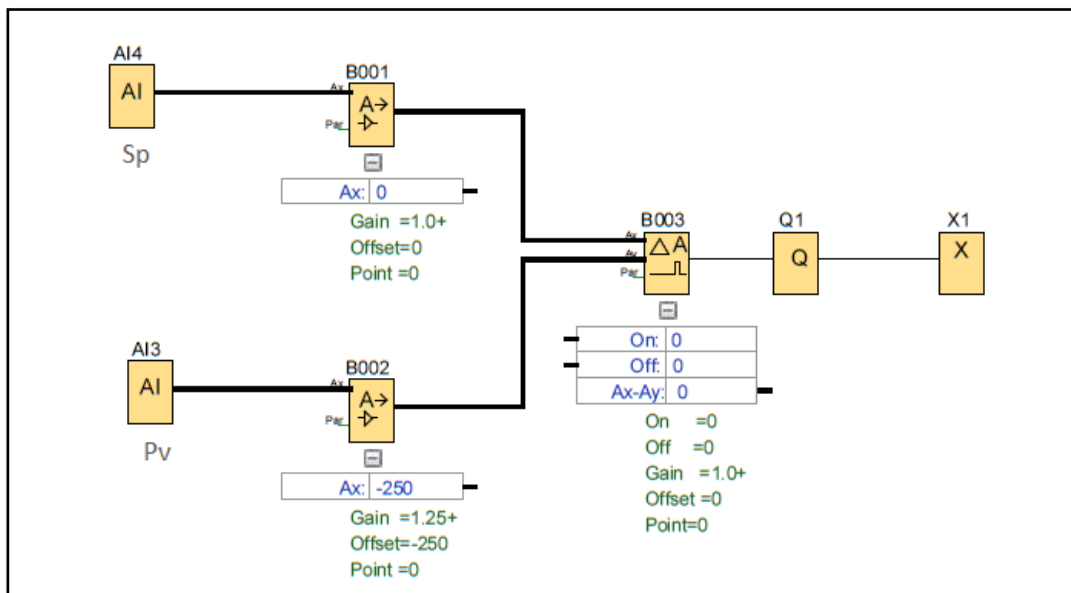 AI4
AI
Sp
B001
Ax
A→
Par
Ax: 0
Gain =1.0+
Offset=0
Point =0
AI3
AI
Pv
B002
Ax
A→
Par
Ax: -250
Gain =1.25+
Offset=-250
Point =0
B003
Ax
Ay
Par
△A
On: 0
Off: 0
Ax-Ay: 0
On =0
Off =0
Gain =1.0+
Offset =0
Point=0
Q1
Q
X1
X